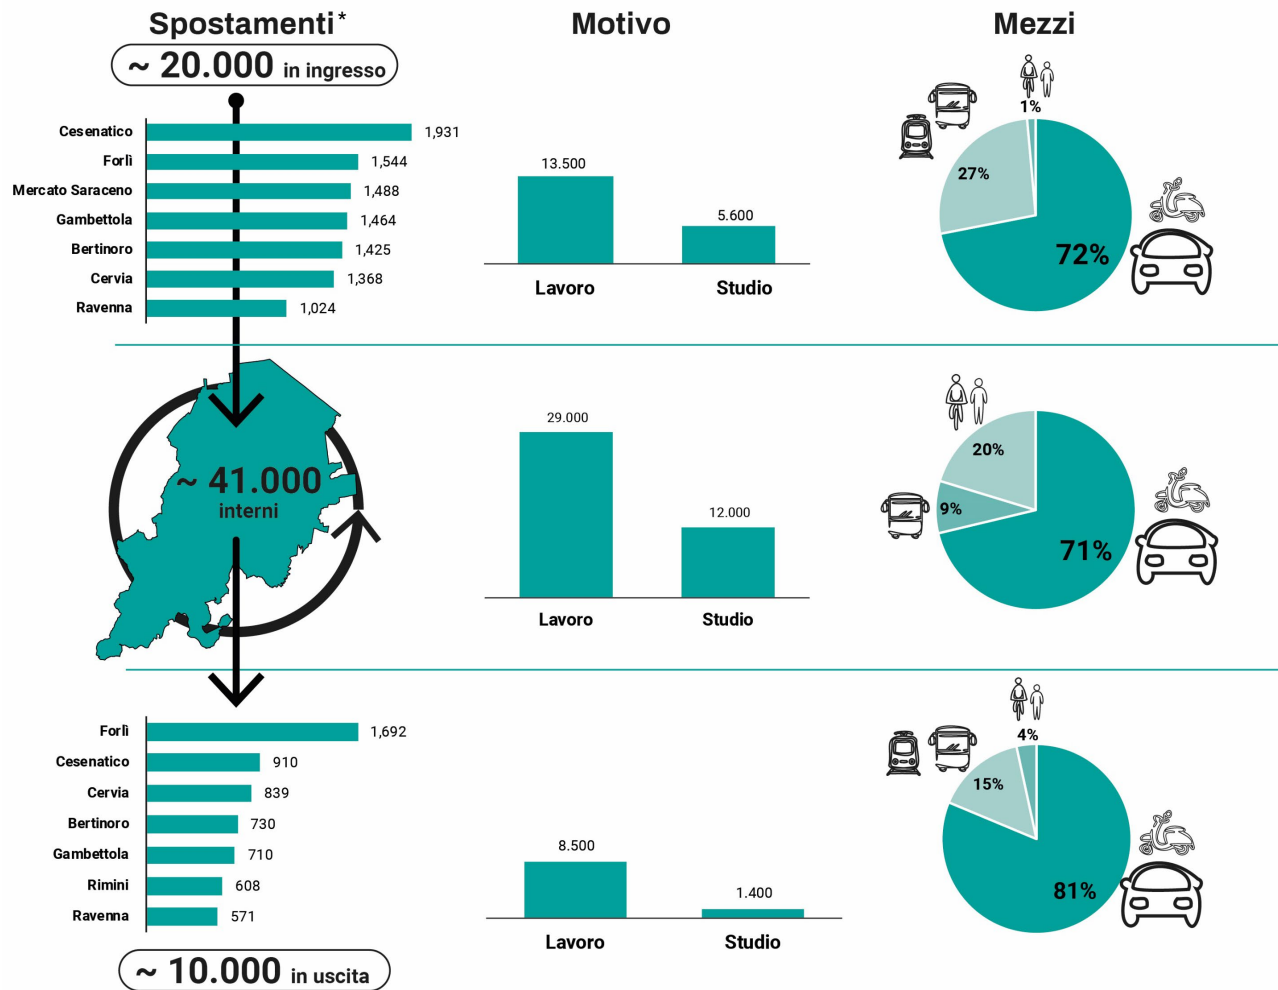 Spostamenti*
~ 20.000 in ingresso
Cesenatico 1,931
Forlì 1,544
Mercato Saraceno 1,488
Gambettola 1,464
Bertinoro 1,425
Cervia 1,368
Ravenna 1,024
Motivo
13.500
5.600
Lavoro Studio
Mezzi
1%
27%
72%
~ 41.000
interni
29.000
12.000
Lavoro Studio
20%
9%
71%
Forlì 1,692
Cesenatico 910
Cervia 839
Bertinoro 730
Gambettola 710
Rimini 608
Ravenna 571
~ 10.000 in uscita
8.500
1.400
Lavoro Studio
4%
15%
81%